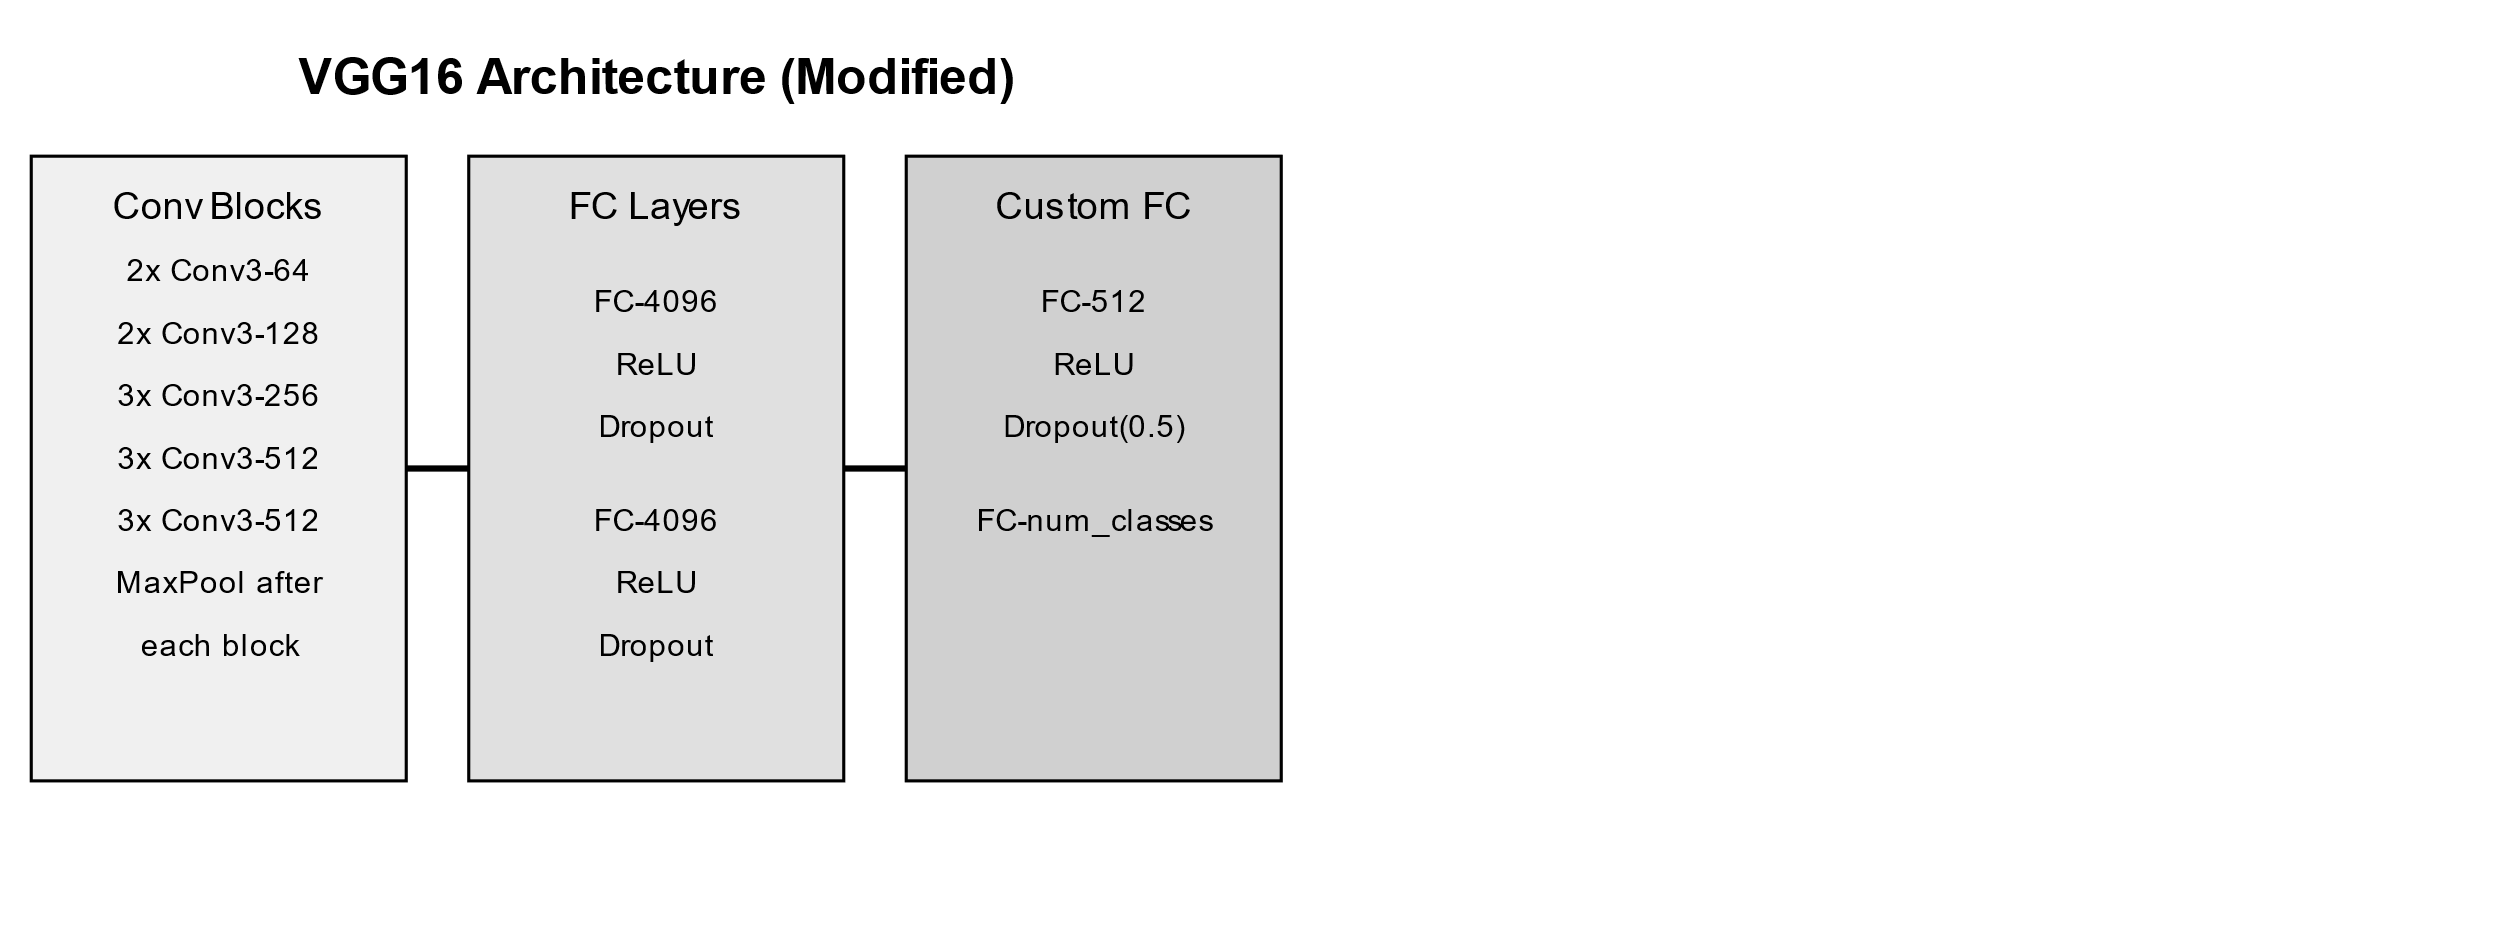 VGG16 Architecture (Modified)
Conv Blocks
2x Conv3-64
2x Conv3-128
3x Conv3-256
3x Conv3-512
3x Conv3-512
MaxPool after
each block
FC Layers
FC-4096
ReLU
Dropout
FC-4096
ReLU
Dropout
Custom FC
FC-512
ReLU
Dropout(0.5)
FC-num_classes